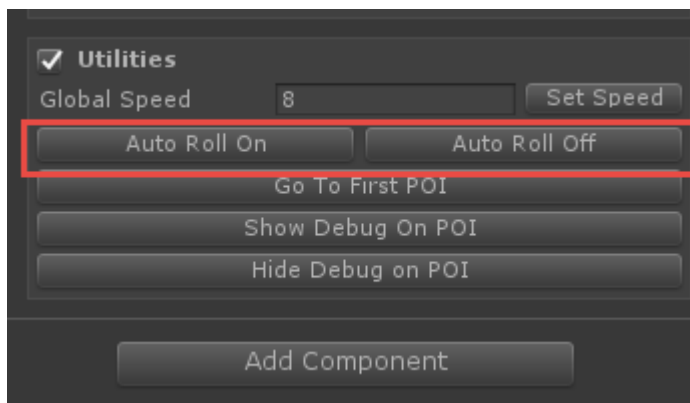 Utilities
Global Speed 8 Set Speed
Auto Roll On Auto Roll Off
Go To First POI
Show Debug On POI
Hide Debug on POI
Add Component